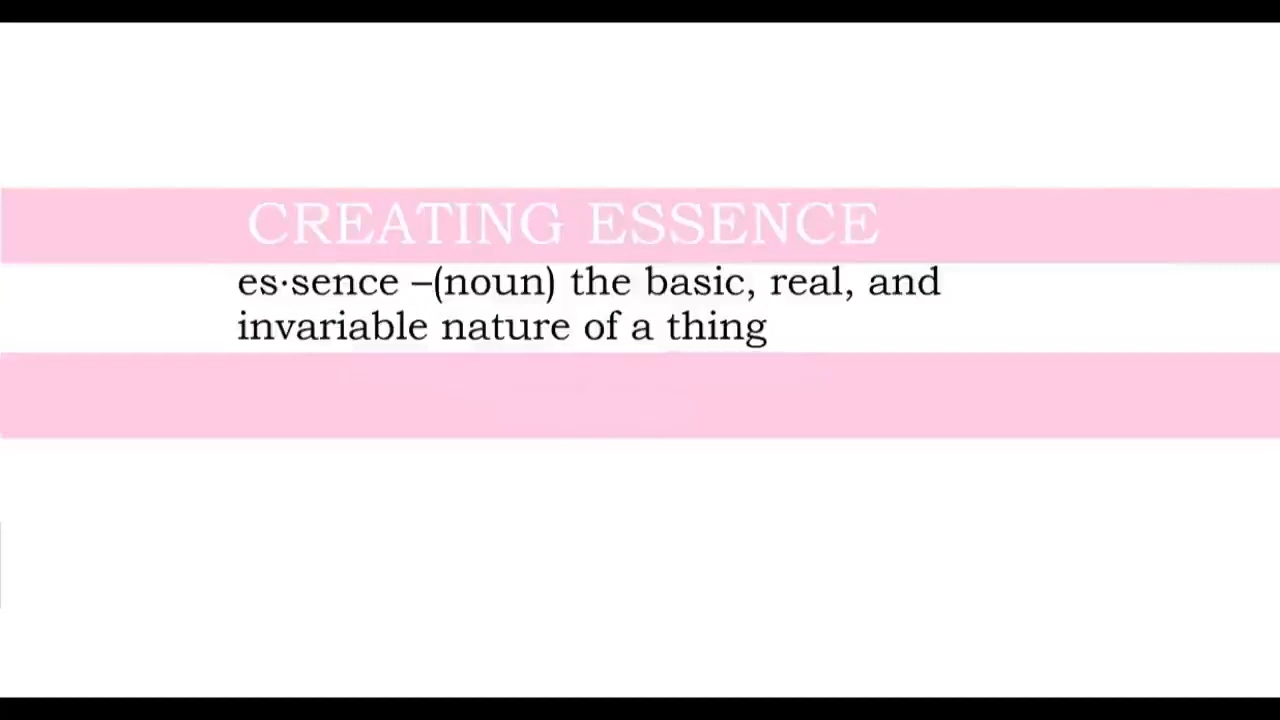 CREATING ESSENCE
es·sence –(noun) the basic, real, and
invariable nature of a thing